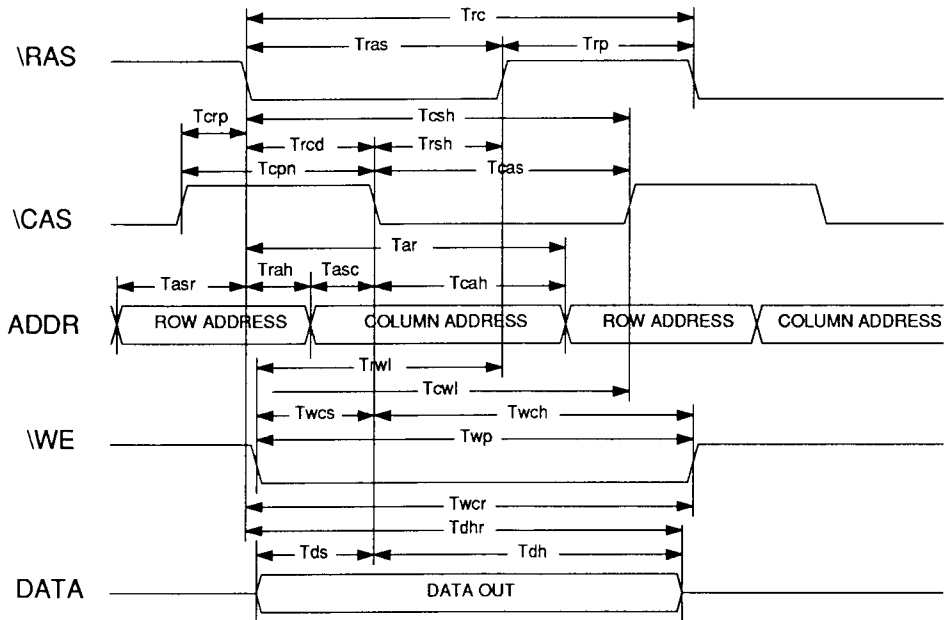 Trc
Tras
Trp
\RAS
Tcrp
Tcsh
Trcd
Trsh
Tcpn
Tcas
\CAS
Tar
Tasr
Trah
Tasc
Tcah
ADDR
ROW ADDRESS
COLUMN ADDRESS
ROW ADDRESS
COLUMN ADDRESS
Trwl
Tcwl
Twcs
Twch
\WE
Twp
Twcr
Tdhr
Tds
Tdh
DATA
DATA OUT